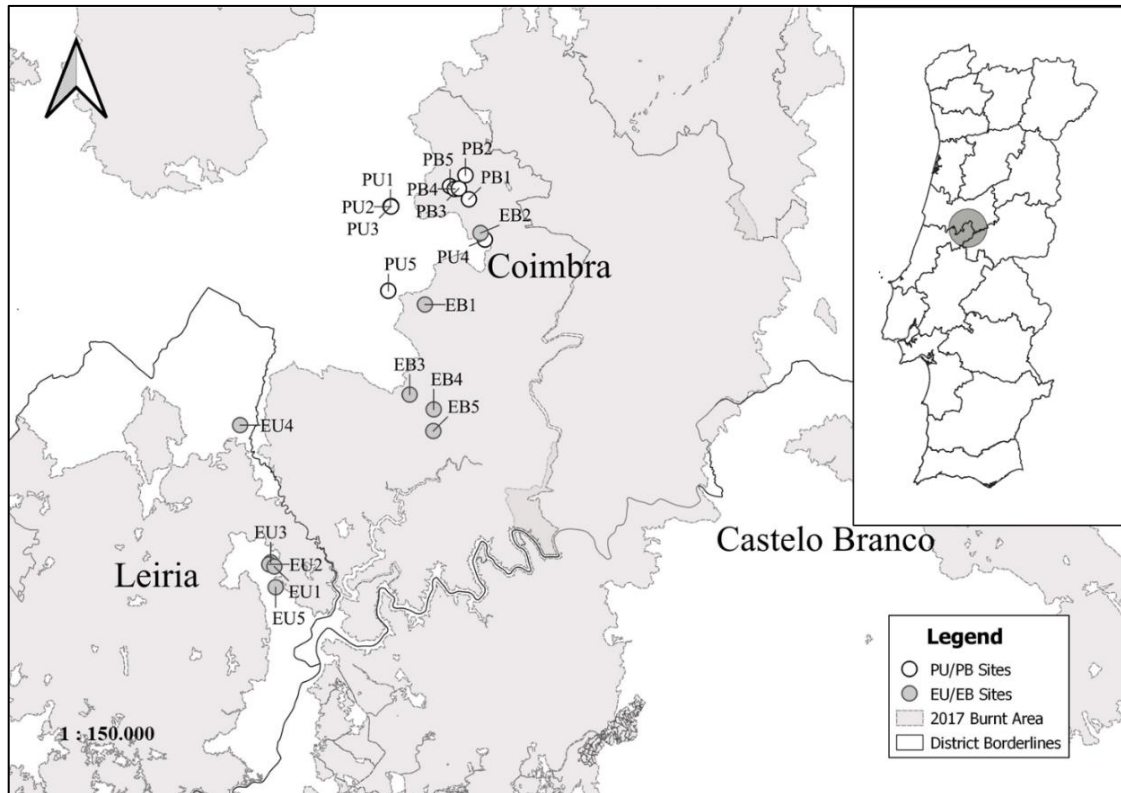 PB2
PB5
PU1
PB4
PB1
PU2
PB3
EB2
PU3
PU4
Coimbra
PU5
EB1
EB3
EB4
EB5
EU4
EU3
Castelo Branco
EU2
Leiria
EU1
EU5
Legend
PU/PB Sites
EU/EB Sites
2017 Burnt Area
District Borderlines
1 : 150.000